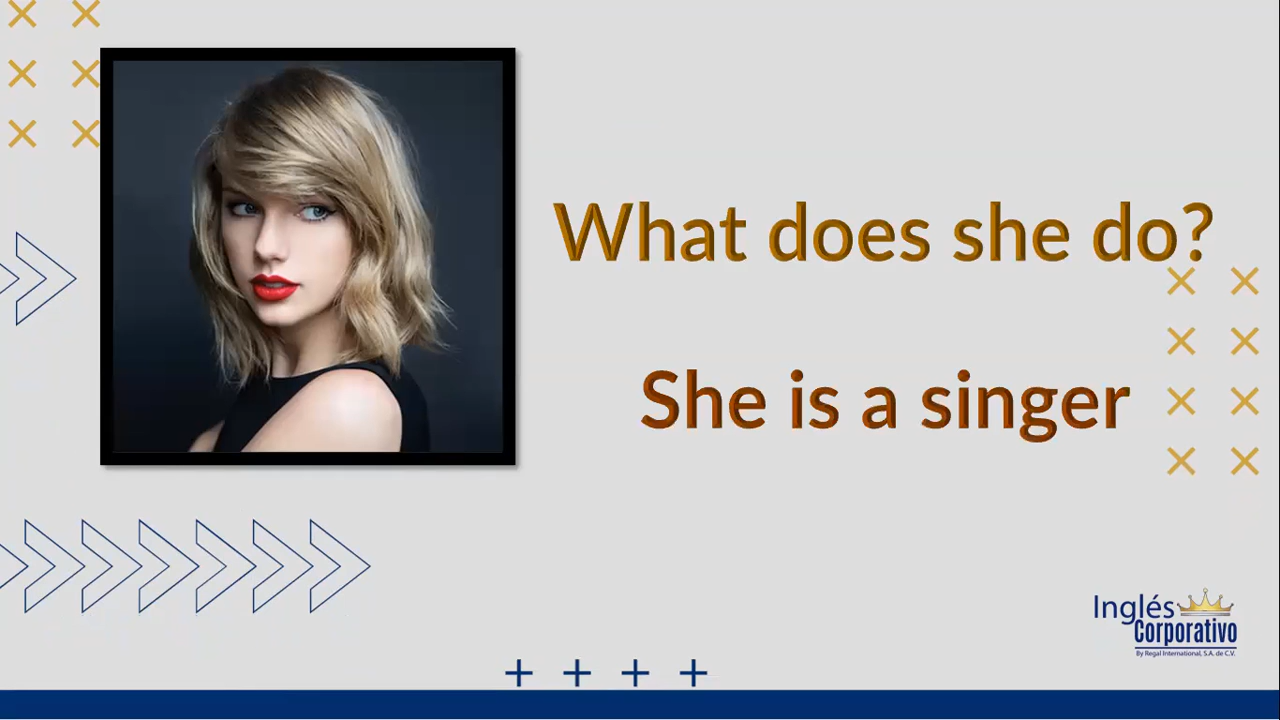 What does she do?
She is a singer
Inglés
Corporativo
By Regal International, S.A. de C.V.